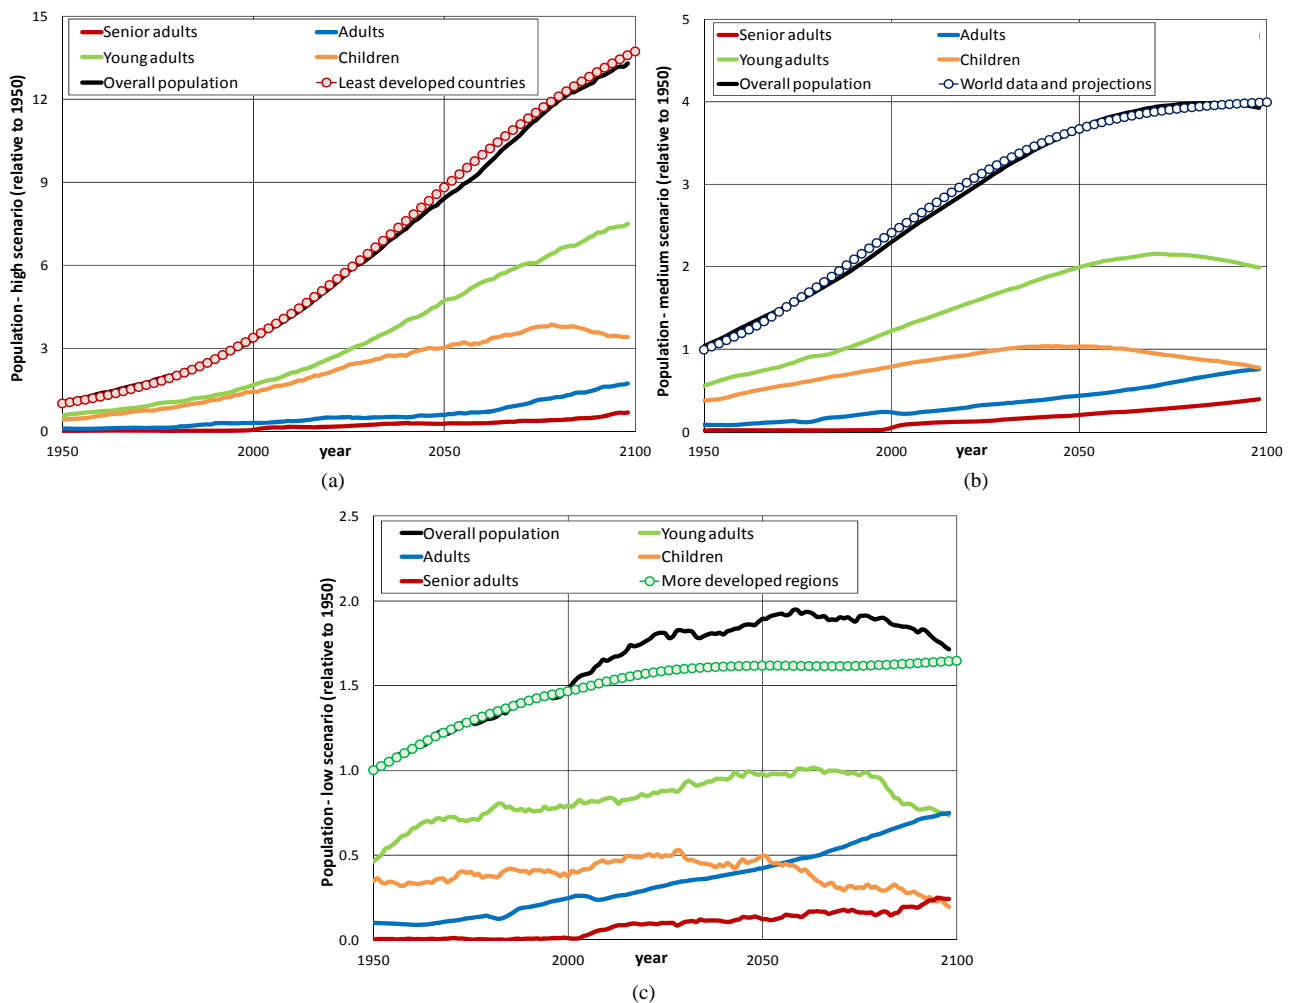 Population - high scenario (relative to 1950)
15
12
9
6
3
0
Senior adults
Adults
Young adults
Children
Overall population
Least developed countries
1950
2000
2050
2100
year
(a)
Population - medium scenario (relative to 1950)
5
4
3
2
1
0
Senior adults
Adults
Young adults
Children
Overall population
World data and projections
1950
2000
2050
2100
year
(b)
Population - low scenario (relative to 1950)
2.5
2.0
1.5
1.0
0.5
0.0
Overall population
Young adults
Adults
Children
Senior adults
More developed regions
1950
2000
2050
2100
year
(c)